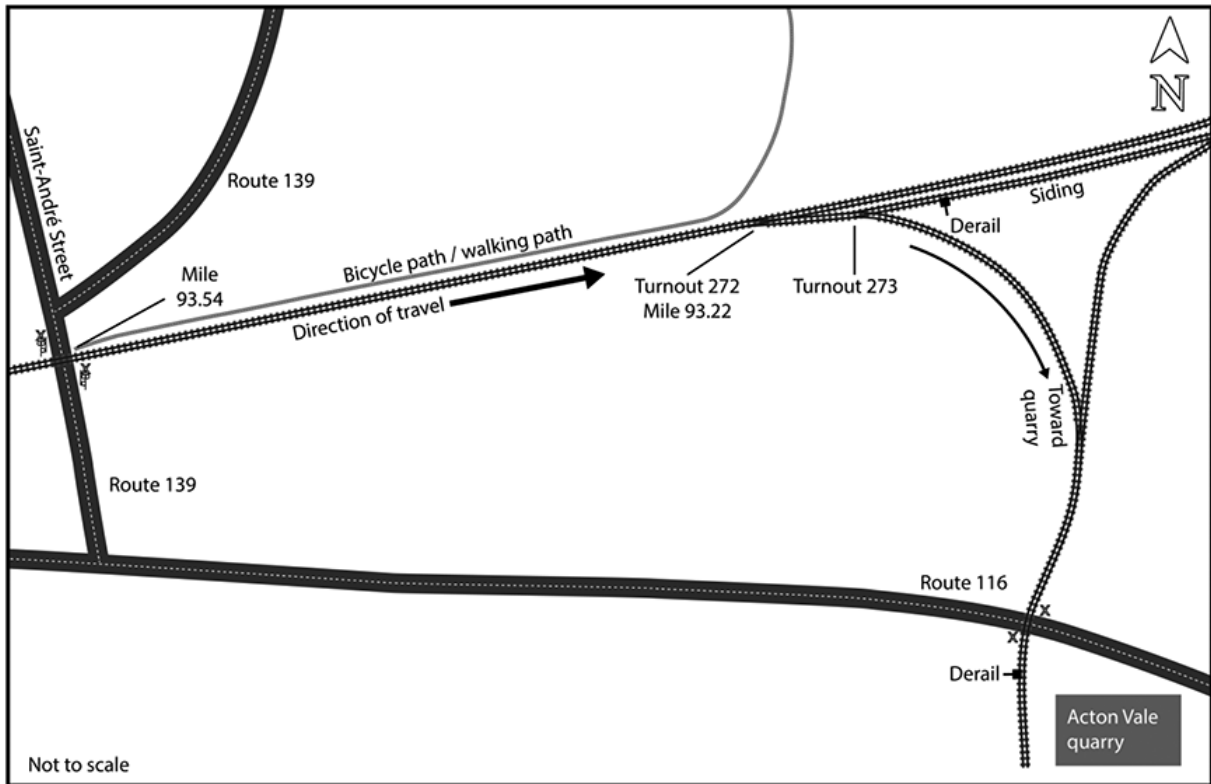 N
Saint-André Street
Route 139
Siding
Derail
Bicycle path / walking path
Mile
93.54
Turnout 272
Mile 93.22
Turnout 273
Direction of travel
Toward
quarry
Route 139
Route 116
Derail
Acton Vale
quarry
Not to scale